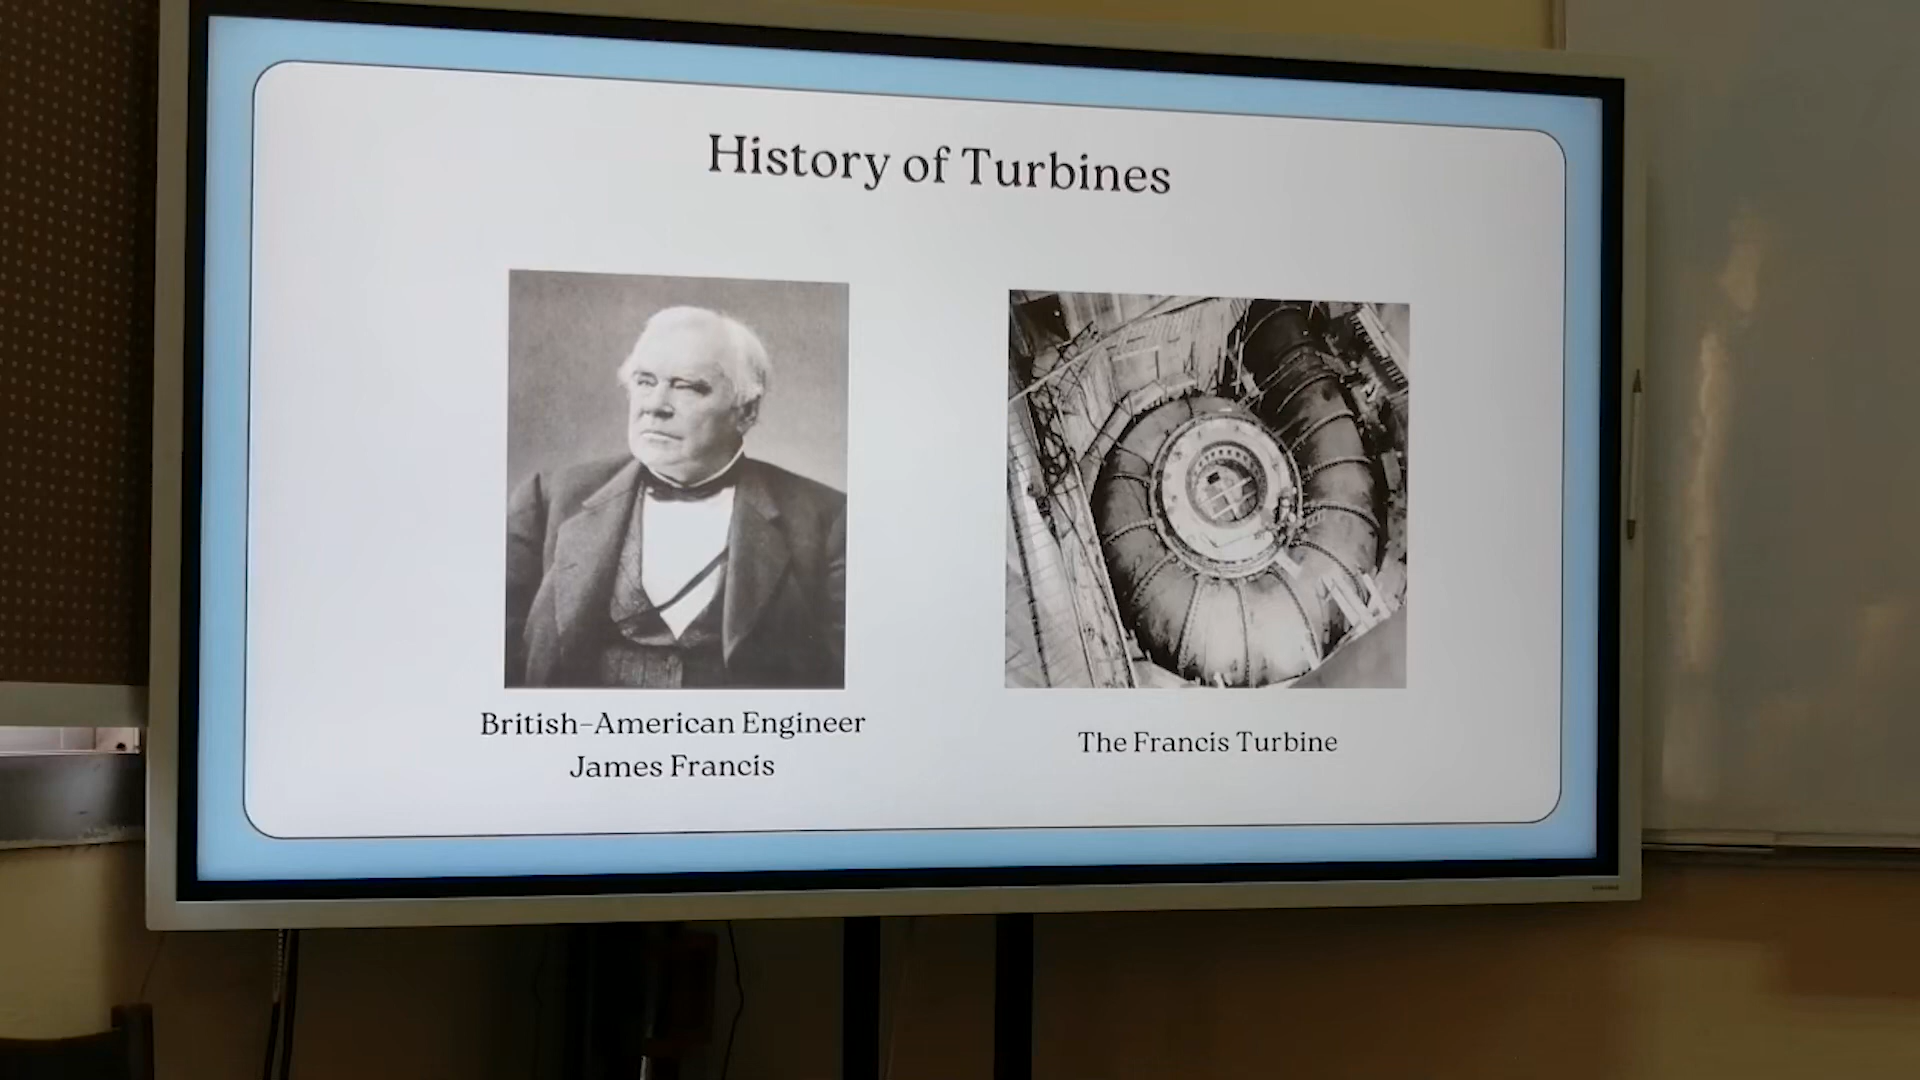 History of Turbines
British-American Engineer
James Francis
The Francis Turbine